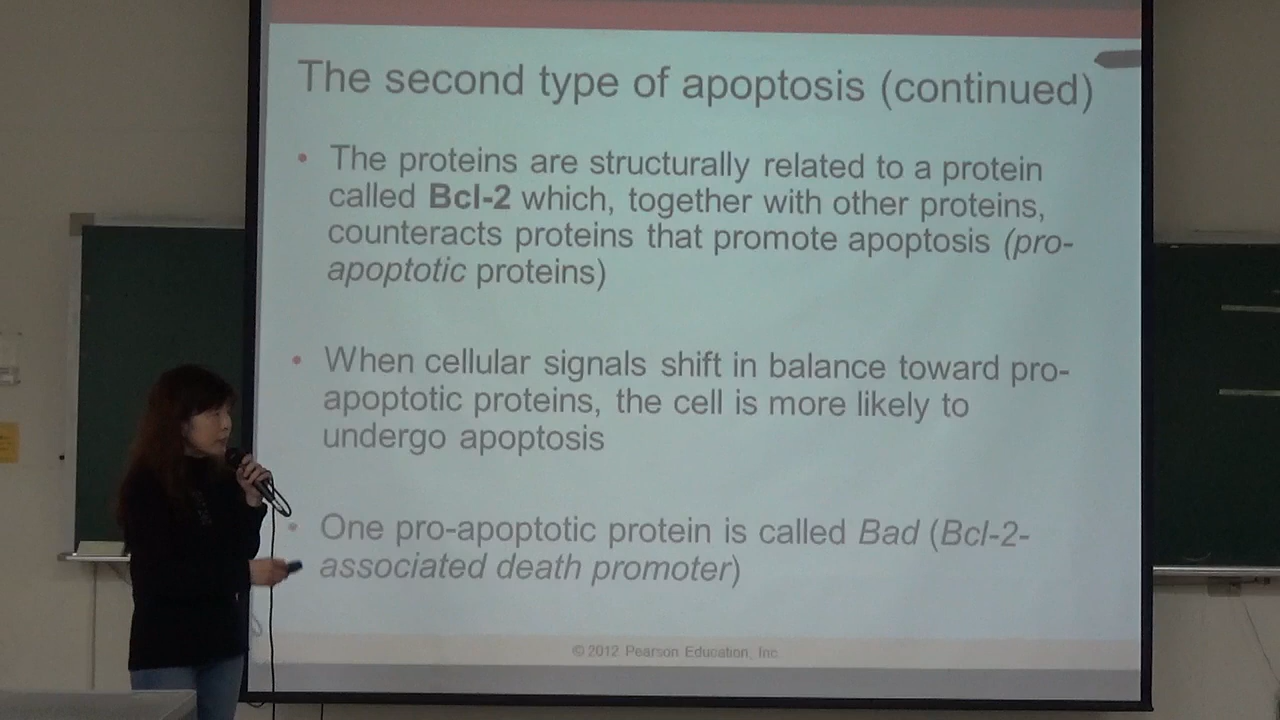 The second type of apoptosis (continued)
• The proteins are structurally related to a protein
called Bcl-2 which, together with other proteins,
counteracts proteins that promote apoptosis (pro-
apoptotic proteins)
• When cellular signals shift in balance toward pro-
apoptotic proteins, the cell is more likely to
undergo apoptosis
• One pro-apoptotic protein is called Bad (Bcl-2-
associated death promoter)
© 2012 Pearson Education, Inc.